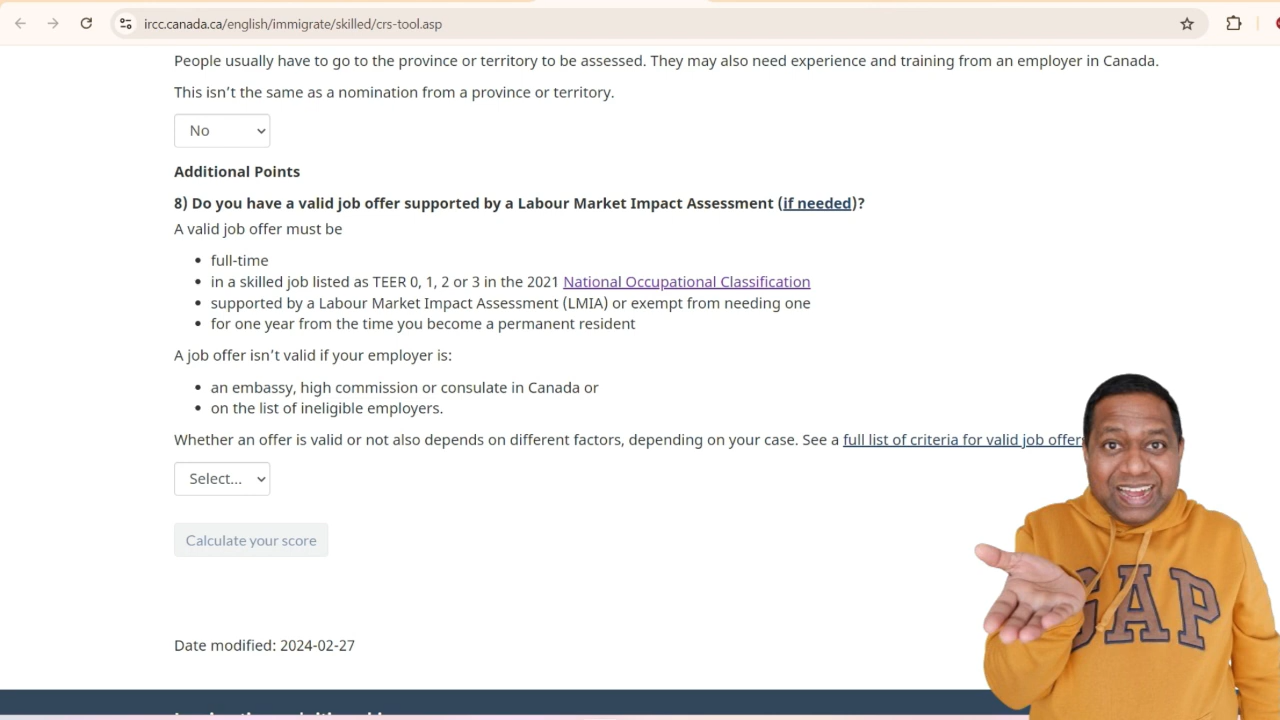 ircc.canada.ca/english/immigrate/skilled/crs-tool.asp
People usually have to go to the province or territory to be assessed. They may also need experience and training from an employer in Canada.
This isn’t the same as a nomination from a province or territory.
No
Additional Points
8) Do you have a valid job offer supported by a Labour Market Impact Assessment (if needed)?
A valid job offer must be
• full-time
• in a skilled job listed as TEER 0, 1, 2 or 3 in the 2021 National Occupational Classification
• supported by a Labour Market Impact Assessment (LMIA) or exempt from needing one
• for one year from the time you become a permanent resident
A job offer isn’t valid if your employer is:
• an embassy, high commission or consulate in Canada or
• on the list of ineligible employers.
Whether an offer is valid or not also depends on different factors, depending on your case. See a full list of criteria for valid job offer
Select...
Calculate your score
GAP
Date modified: 2024-02-27